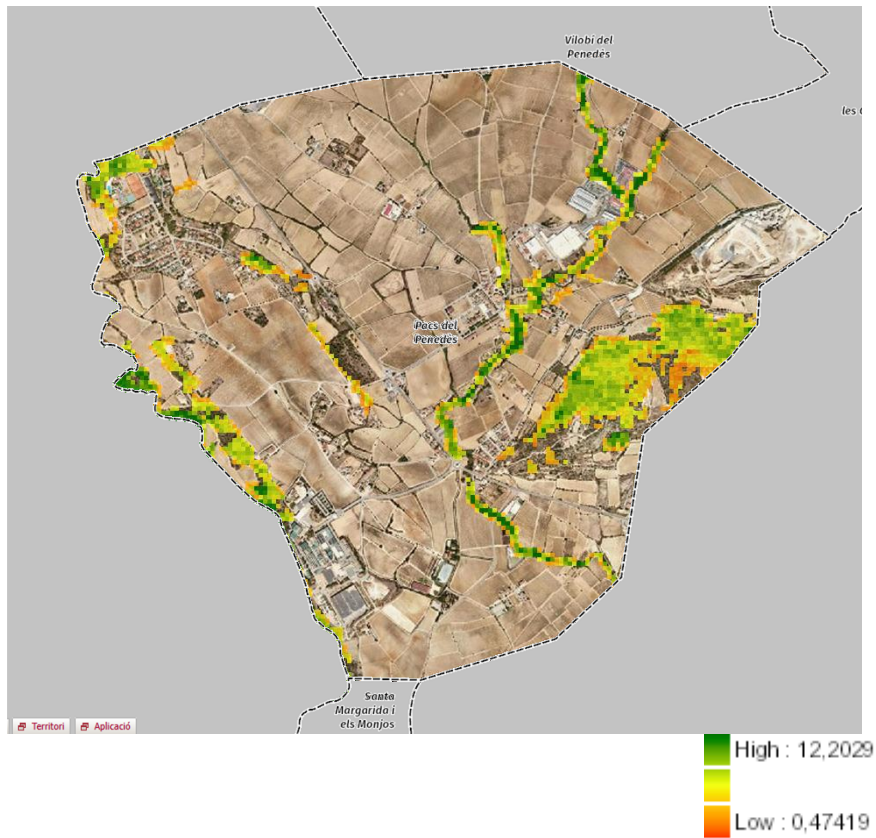 Vilobí del
Penedès
les
Pacs del
Penedès
Santa
Margarida i
els Monjos
Territori
Aplicació
High : 12,2029
Low : 0,47419